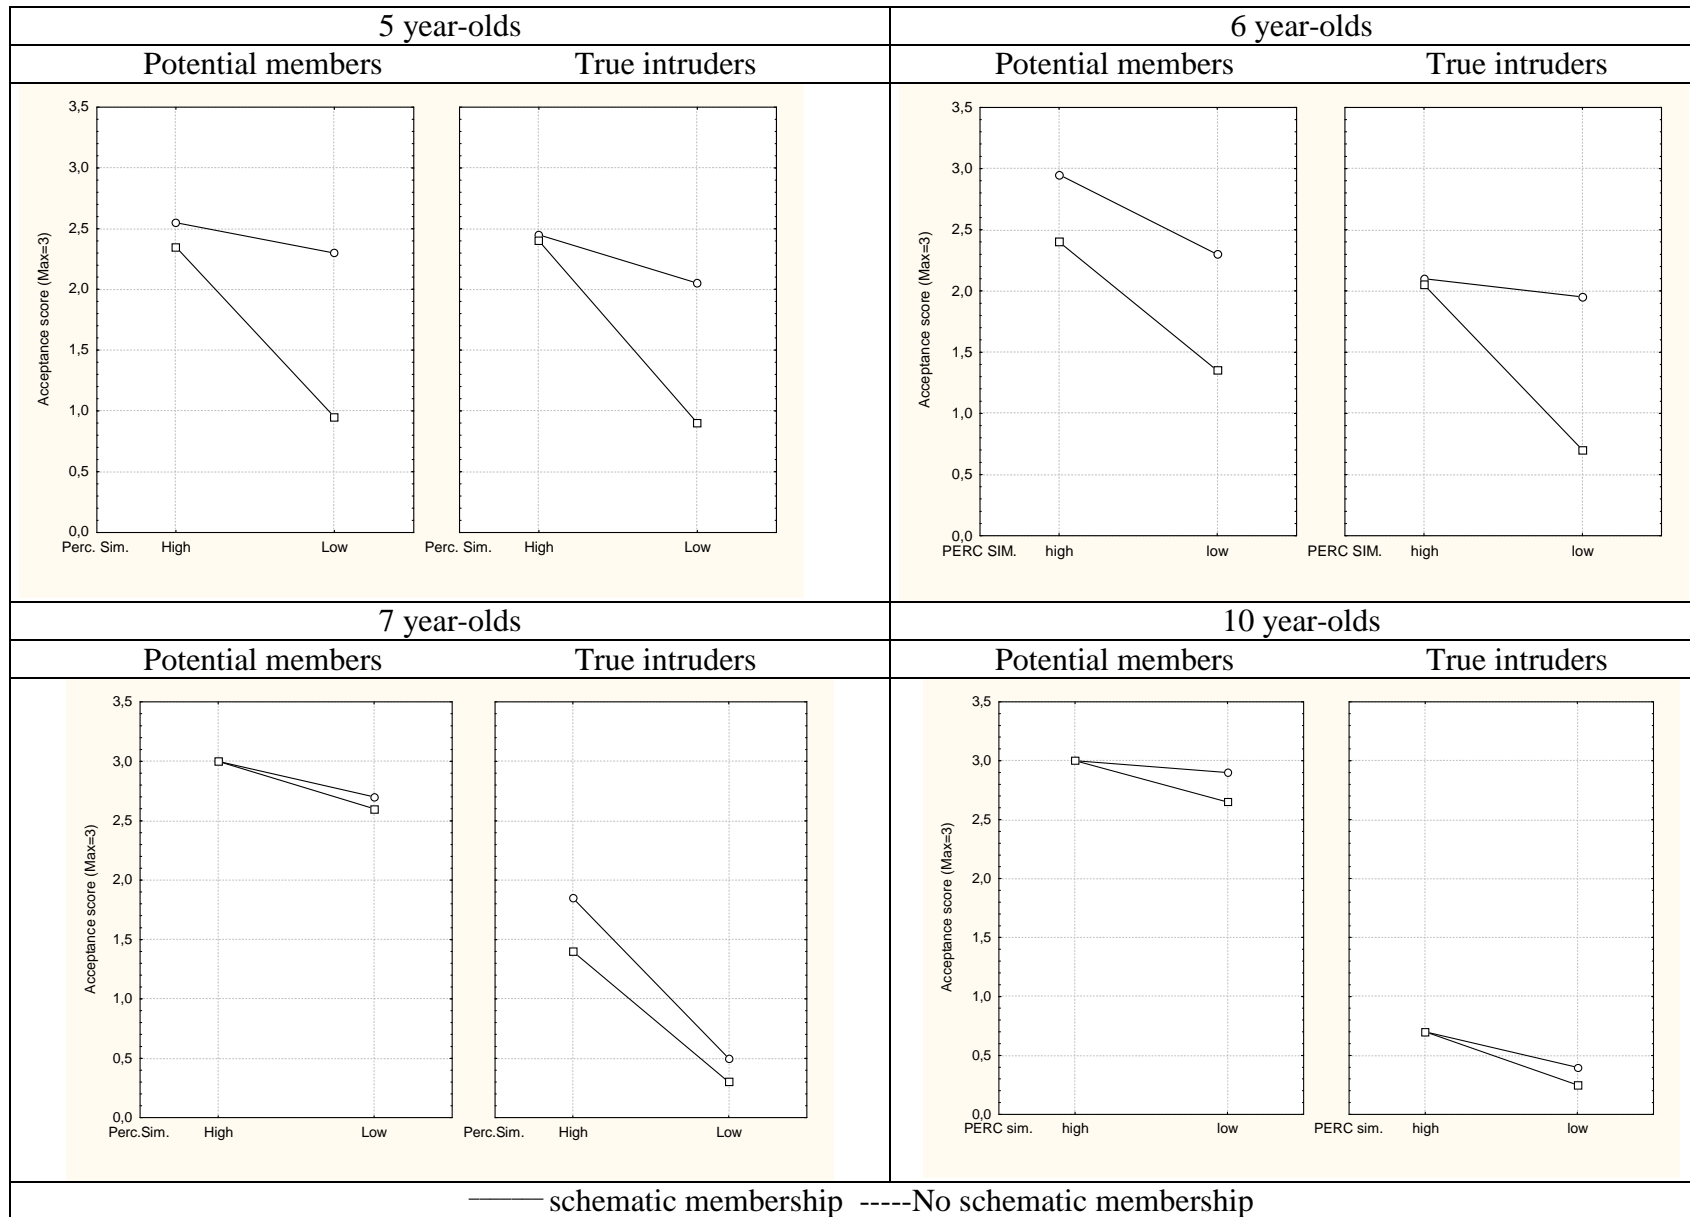 5 year-olds
6 year-olds
Potential members True intruders
Potential members True intruders
Acceptance score (Max=3)
3,5
3,0
2,5
2,0
1,5
1,0
0,5
0,0
Perc. Sim. High Low
Perc. Sim. High Low
Acceptance score (Max=3)
3,5
3,0
2,5
2,0
1,5
1,0
0,5
0,0
PERC SIM. high low
PERC SIM. high low
7 year-olds
10 year-olds
Potential members True intruders
Potential members True intruders
Acceptance score (Max=3)
3,5
3,0
2,5
2,0
1,5
1,0
0,5
0,0
Perc.Sim. High Low
Perc.Sim. High Low
Acceptance score (Max=3)
3,5
3,0
2,5
2,0
1,5
1,0
0,5
0,0
PERC sim. high low
PERC sim. high low
——— schematic membership -----No schematic membership